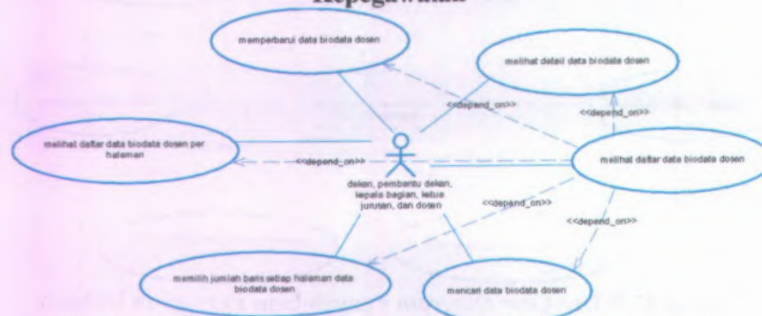 Kepegawaian
memperbarui data biodata dosen
melihat detail data biodata dosen
<<depend_on>>
<<depend_on>>
melihat daftar data biodata dosen per
halaman
<<depend_on>>
melihat daftar data biodata dosen
dekan, pembantu dekan,
kepala bagian, ketua
jurusan, dan dosen
<<depend_on>>
<<depend_on>>
memilih jumlah baris setiap halaman data
biodata dosen
mencari data biodata dosen